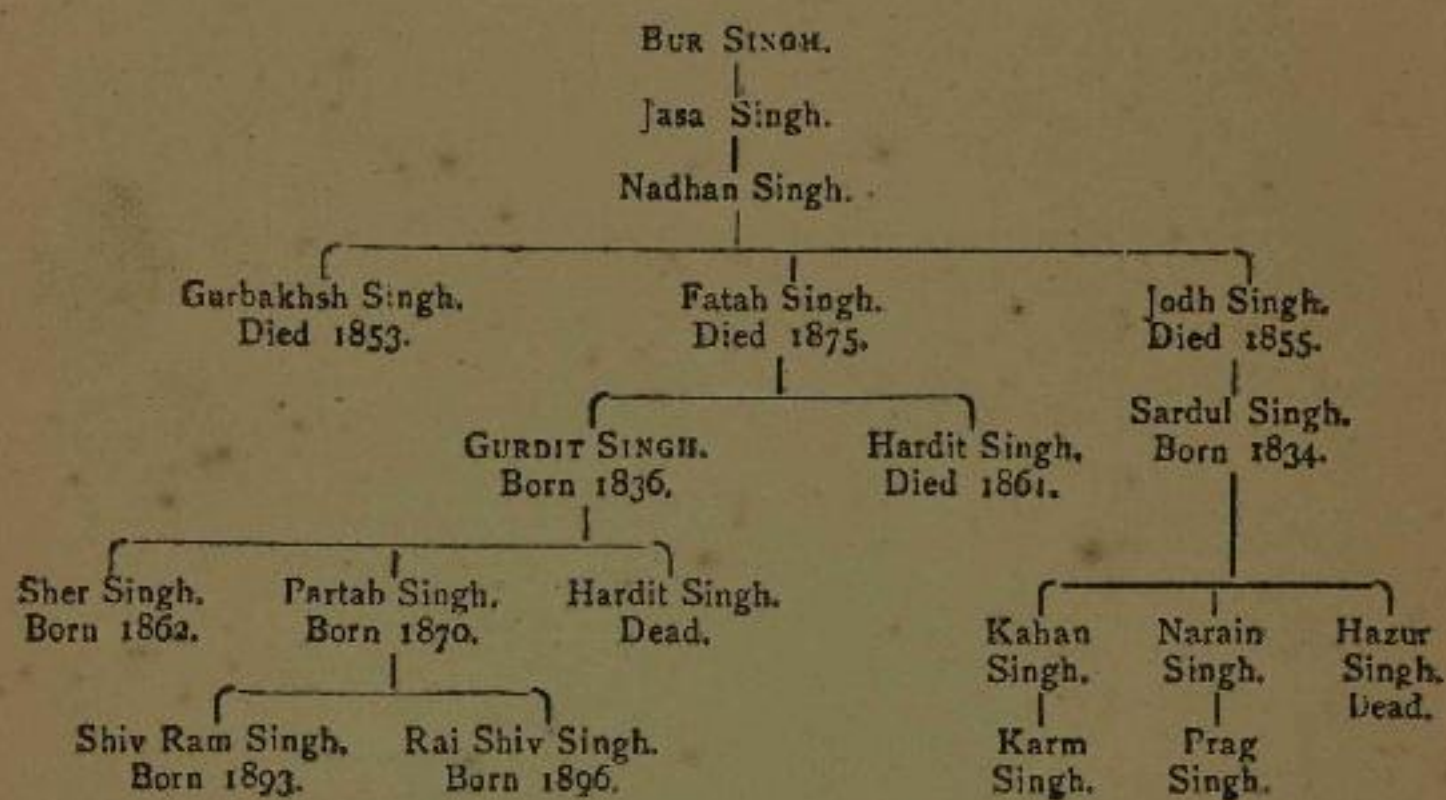 BUR SINGH.
Jasa Singh.
Nadhan Singh.
Gurbakhsh Singh.
Died 1853.
Fatah Singh.
Died 1875.
Jodh Singh.
Died 1855.
Sardul Singh.
Born 1834.
GURDIT SINGH.
Born 1836.
Hardit Singh.
Died 1861.
Sher Singh.
Born 1862.
Partab Singh.
Born 1870.
Hardit Singh.
Dead.
Kahan
Singh.
Narain
Singh.
Hazur
Singh.
Dead.
Shiv Ram Singh.
Born 1893.
Rai Shiv Singh.
Born 1896.
Karm
Singh.
Prag
Singh.